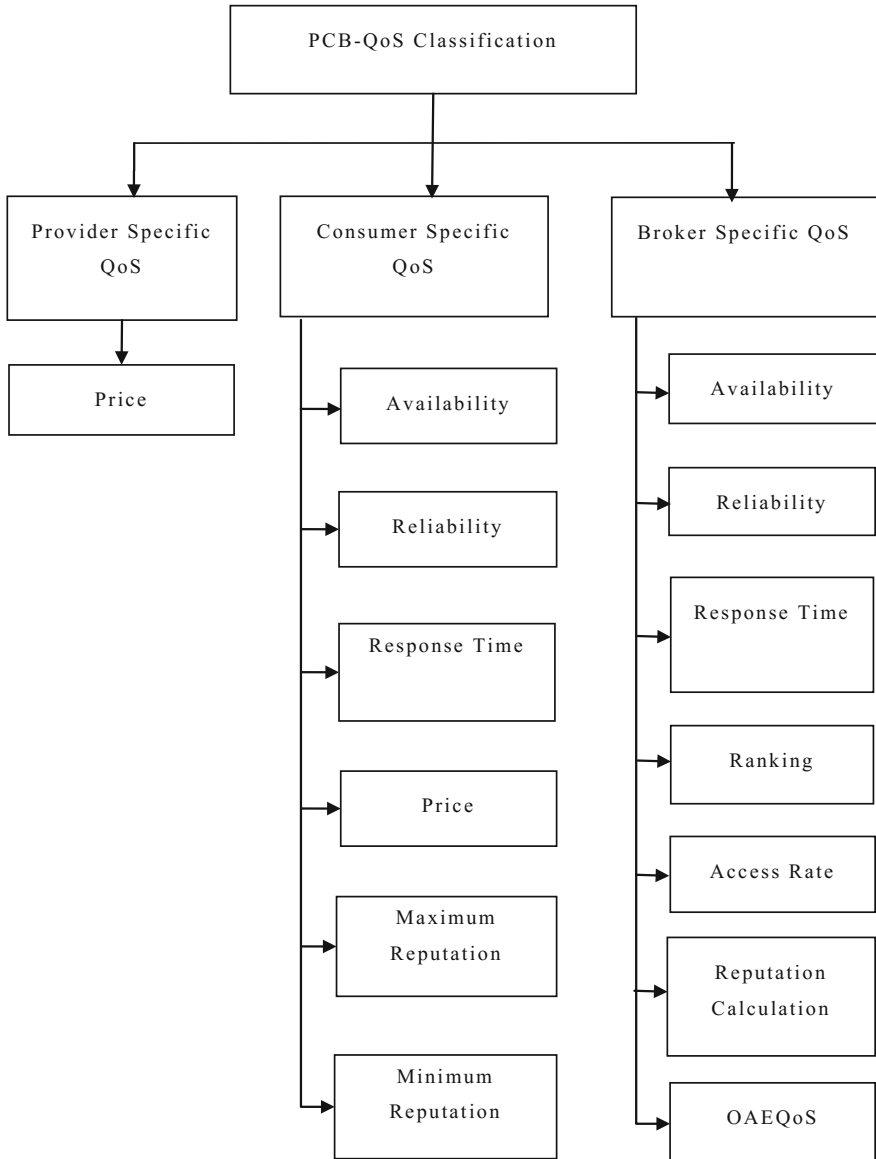 PCB-QoS Classification
Provider Specific
QoS
Consumer Specific
QoS
Broker Specific QoS
Price
Availability
Reliability
Response Time
Price
Maximum
Reputation
Minimum
Reputation
Availability
Reliability
Response Time
Ranking
Access Rate
Reputation
Calculation
OAEQoS